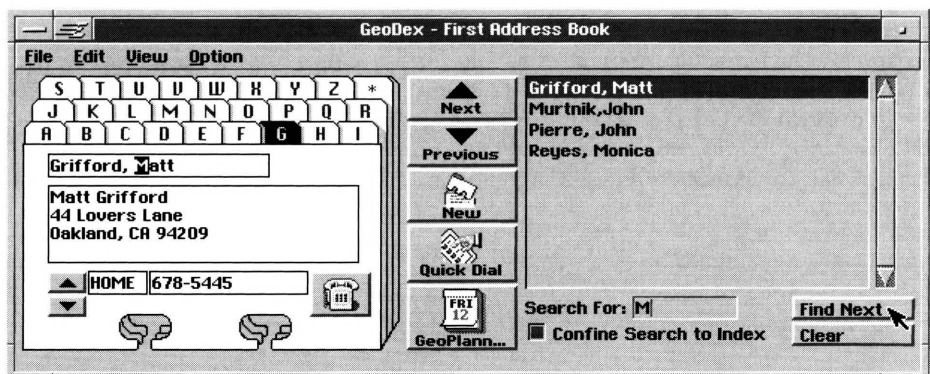 GeoDex - First Address Book
File Edit View Option
S T U V W X Y Z *
J K L M N O P Q R
A B C D E F G H I
Grifford, Matt
Matt Grifford
44 Lovers Lane
Oakland, CA 94209
HOME 678-5445
Next
Previous
New
Quick Dial
FRI
12
GeoPlann...
Grifford, Matt
Murtnik,John
Pierre, John
Reyes, Monica
Search For: M
Confine Search to Index
Find Next
Clear